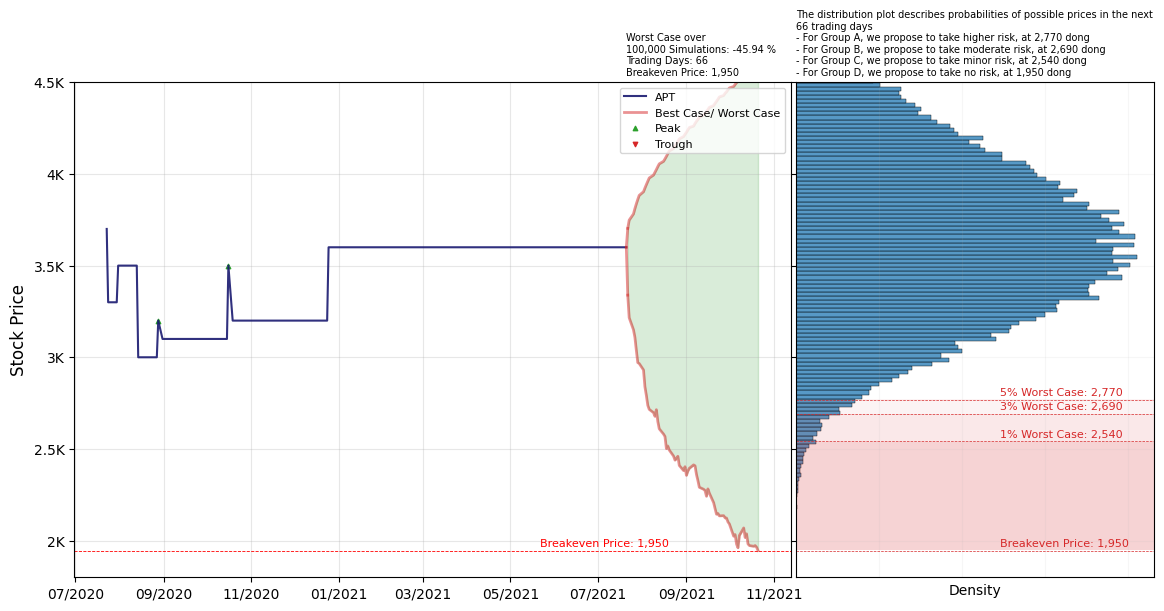 The distribution plot describes probabilities of possible prices in the next
66 trading days
- For Group A, we propose to take higher risk, at 2,770 dong
- For Group B, we propose to take moderate risk, at 2,690 dong
- For Group C, we propose to take minor risk, at 2,540 dong
- For Group D, we propose to take no risk, at 1,950 dong
Worst Case over
100,000 Simulations: -45.94 %
Trading Days: 66
Breakeven Price: 1,950
APT
Best Case/ Worst Case
Peak
Trough
Stock Price
4.5K
4K
3.5K
3K
2.5K
2K
Breakeven Price: 1,950
07/2020
09/2020
11/2020
01/2021
03/2021
05/2021
07/2021
09/2021
11/2021
5% Worst Case: 2,770
3% Worst Case: 2,690
1% Worst Case: 2,540
Breakeven Price: 1,950
Density